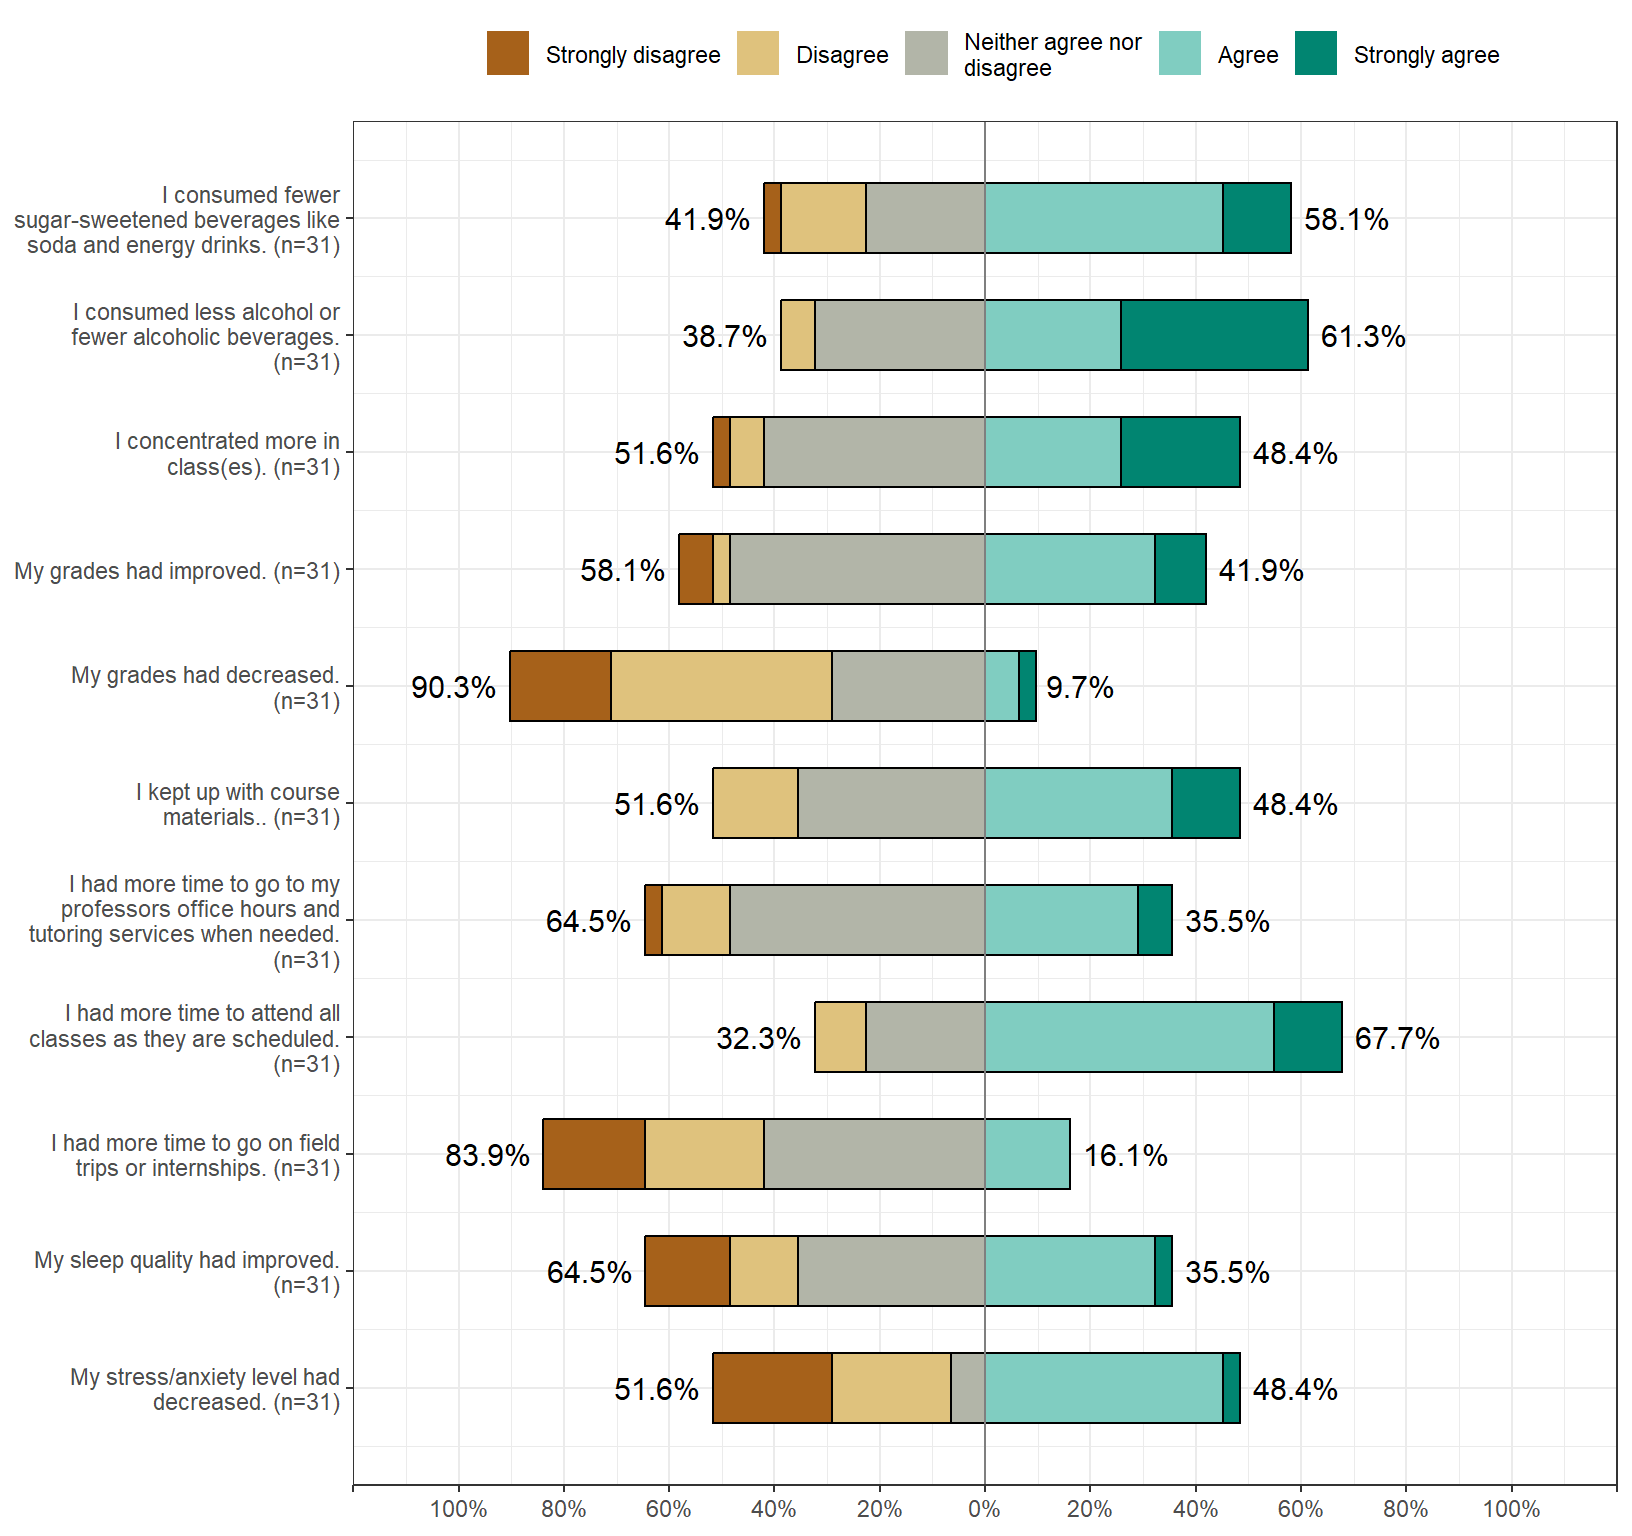 Strongly disagree
Disagree
Neither agree nor
disagree
Agree
Strongly agree
I consumed fewer
sugar-sweetened beverages like
soda and energy drinks. (n=31)
41.9%
58.1%
I consumed less alcohol or
fewer alcoholic beverages.
(n=31)
38.7%
61.3%
I concentrated more in
class(es). (n=31)
51.6%
48.4%
My grades had improved. (n=31)
58.1%
41.9%
My grades had decreased.
(n=31)
90.3%
9.7%
I kept up with course
materials.. (n=31)
51.6%
48.4%
I had more time to go to my
professors office hours and
tutoring services when needed.
(n=31)
64.5%
35.5%
I had more time to attend all
classes as they are scheduled.
(n=31)
32.3%
67.7%
I had more time to go on field
trips or internships. (n=31)
83.9%
16.1%
My sleep quality had improved.
(n=31)
64.5%
35.5%
My stress/anxiety level had
decreased. (n=31)
51.6%
48.4%
100% 80% 60% 40% 20% 0% 20% 40% 60% 80% 100%